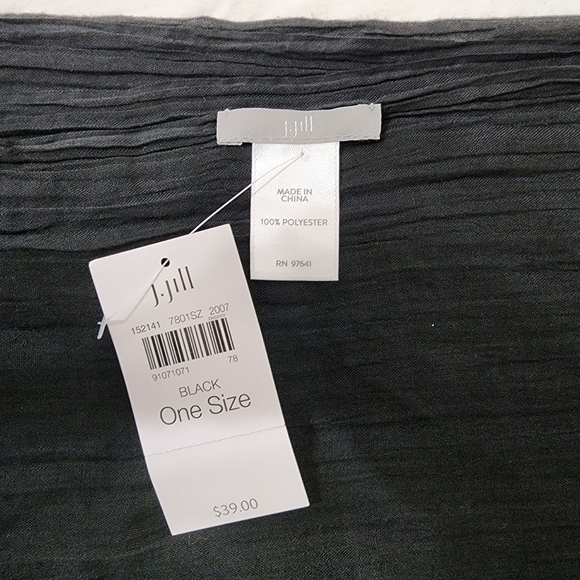 J.Jill
MADE IN
CHINA
100% POLYESTER
RN 97641
J.Jill
152141 7801SZ 2007
91071071 78
BLACK
One Size
$39.00